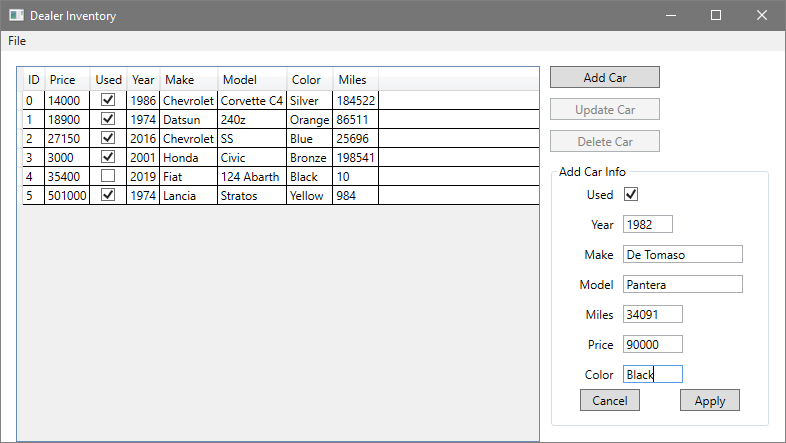 Dealer Inventory
File
ID Price Used Year Make Model Color Miles
0 14000 1986 Chevrolet Corvette C4 Silver 184522
1 18900 1974 Datsun 240z Orange 86511
2 27150 2016 Chevrolet SS Blue 25696
3 3000 2001 Honda Civic Bronze 198541
4 35400 2019 Fiat 124 Abarth Black 10
5 501000 1974 Lancia Stratos Yellow 984
Add Car
Update Car
Delete Car
Add Car Info
Used
Year 1982
Make De Tomaso
Model Pantera
Miles 34091
Price 90000
Color Black
Cancel Apply